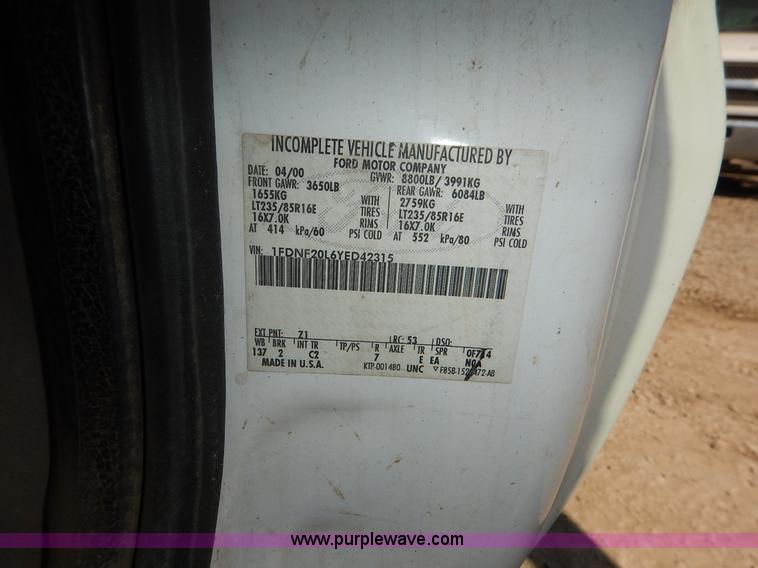 INCOMPLETE VEHICLE MANUFACTURED BY
FORD MOTOR COMPANY
DATE: 04/00 GVWR: 8800LB/ 3991KG
FRONT GAWR: 3650LB REAR GAWR: 6084LB
1655KG WITH 2759KG WITH
LT235/85R16E TIRES LT235/85R16E TIRES
16X7.0K RIMS 16X7.0K RIMS
AT 414 kPa/60 PSI COLD AT 552 kPa/80 PSI COLD
VIN: 1FDNF20L6YED42315
EXT PNT: Z1 RC: 53 DSO:
WB BRK INT TR TP/PS R AXLE TR SPR
137 2 C2 7 E EA
MADE IN U.S.A. KTP-001480 UNC
www.purplewave.com